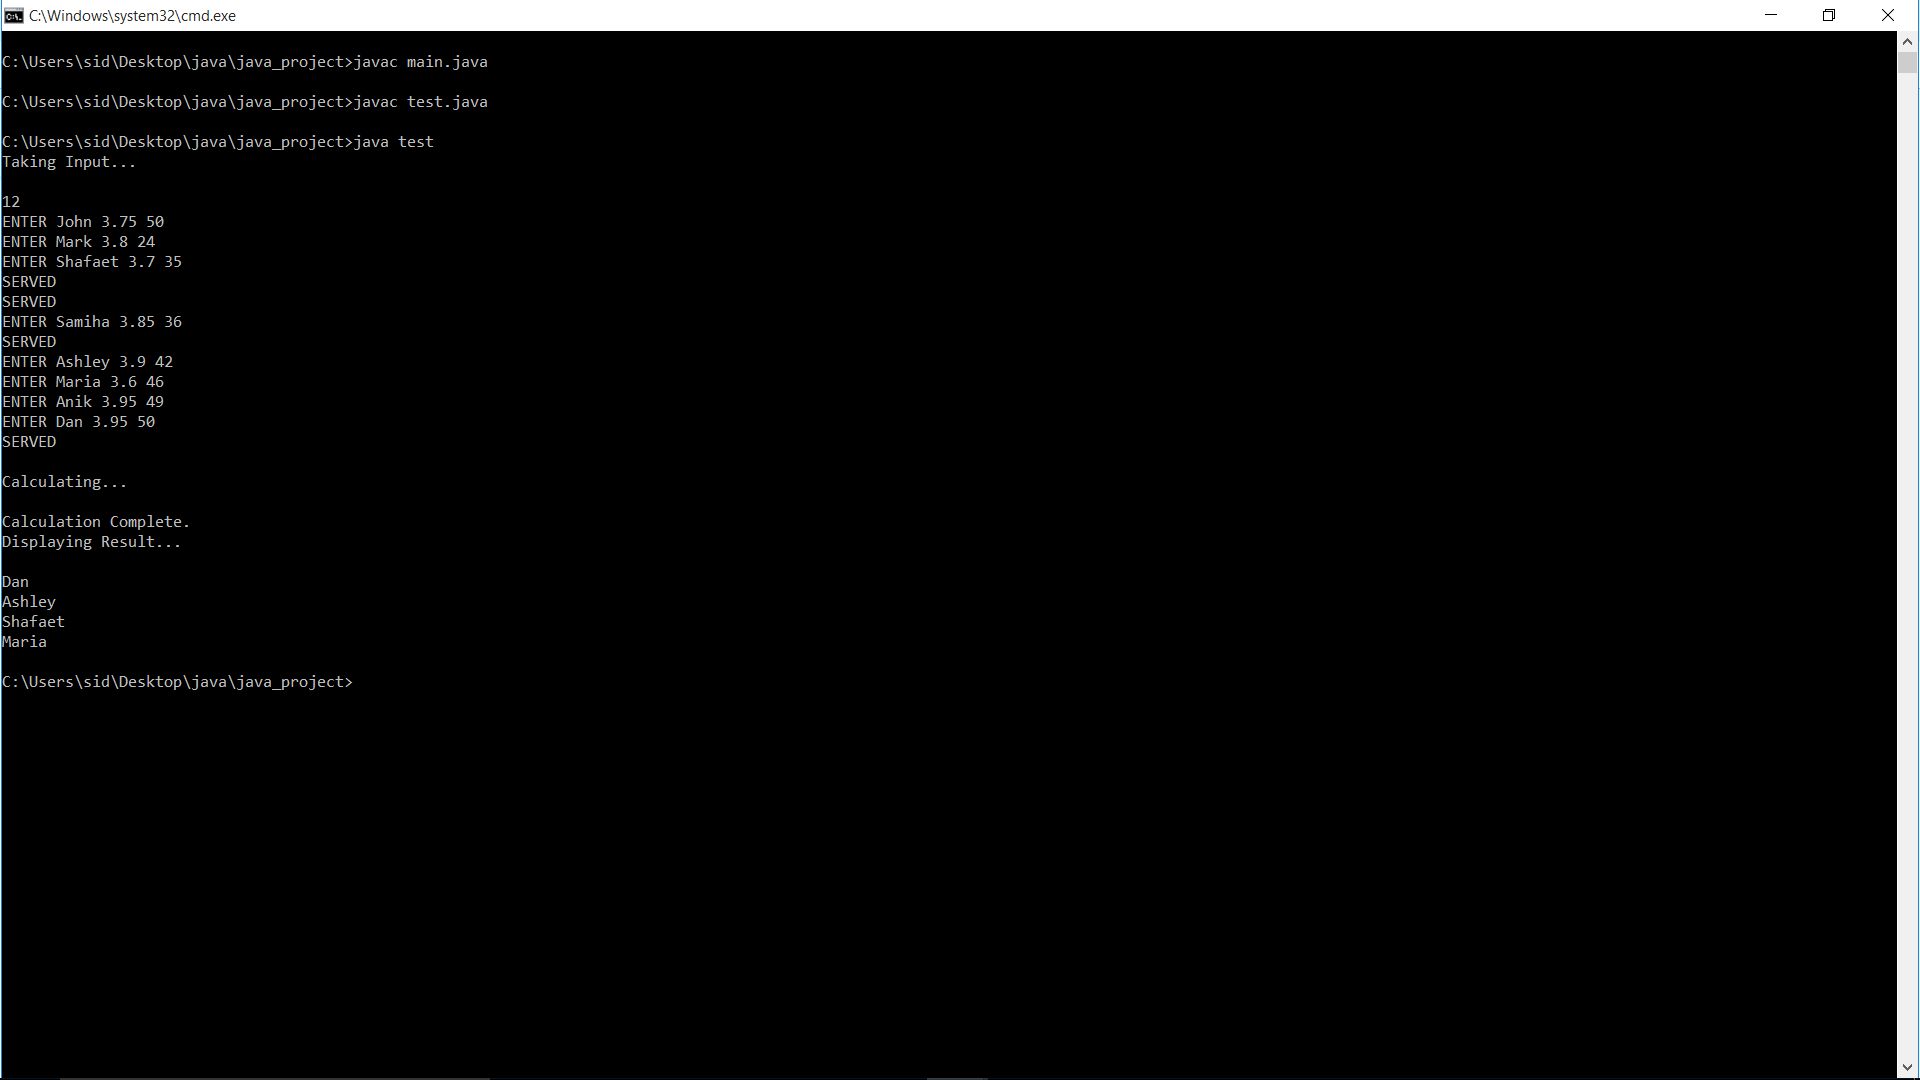 C:\Windows\system32\cmd.exe
C:\Users\sid\Desktop\java\java_project>javac main.java
C:\Users\sid\Desktop\java\java_project>javac test.java
C:\Users\sid\Desktop\java\java_project>java test
Taking Input...
12
ENTER John 3.75 50
ENTER Mark 3.8 24
ENTER Shafaet 3.7 35
SERVED
SERVED
ENTER Samiha 3.85 36
SERVED
ENTER Ashley 3.9 42
ENTER Maria 3.6 46
ENTER Anik 3.95 49
ENTER Dan 3.95 50
SERVED
Calculating...
Calculation Complete.
Displaying Result...
Dan
Ashley
Shafaet
Maria
C:\Users\sid\Desktop\java\java_project>